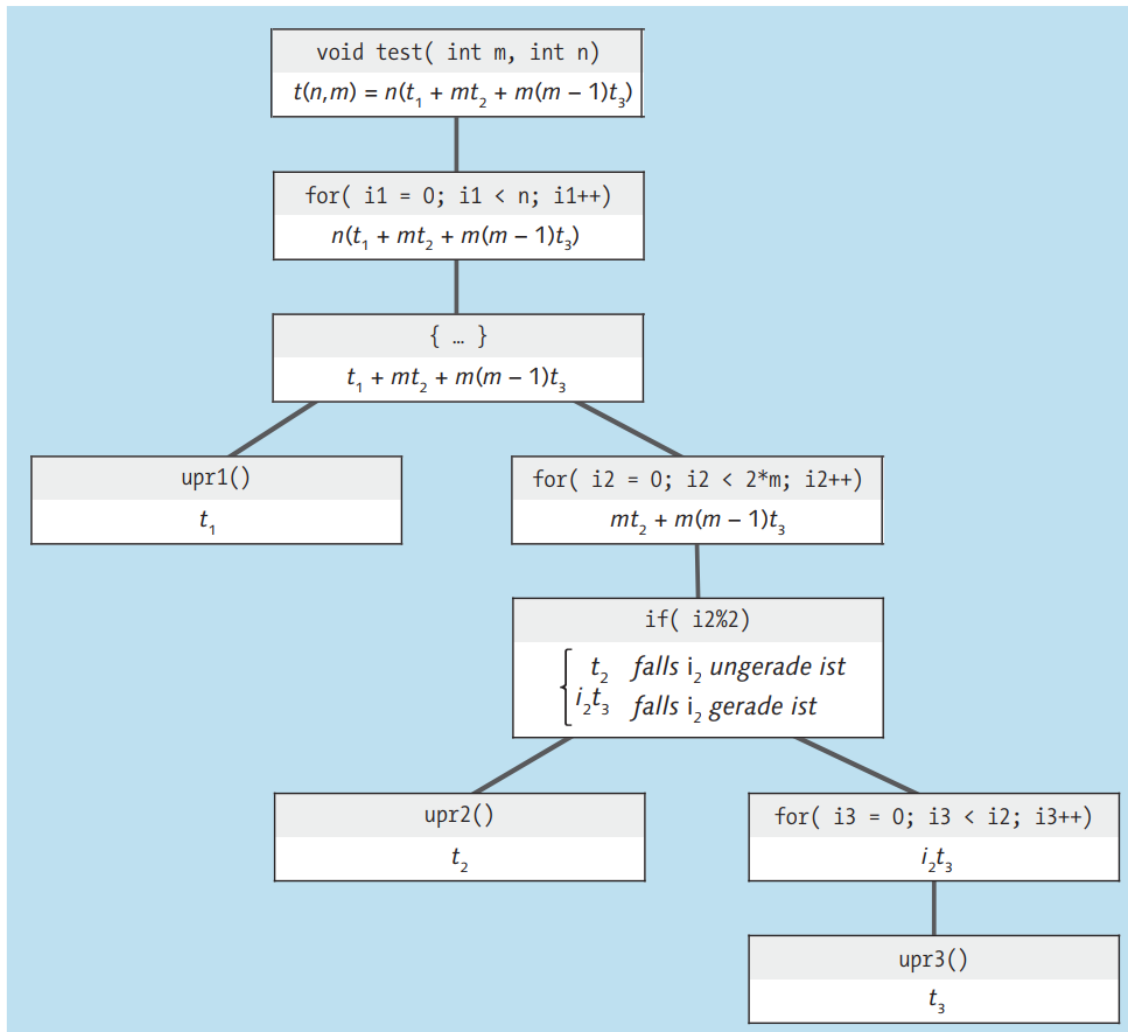 void test( int m, int n)
t(n,m) = n(t₁ + mt₂ + m(m − 1)t₃)
for( i1 = 0; i1 < n; i1++)
n(t₁ + mt₂ + m(m − 1)t₃)
{ … }
t₁ + mt₂ + m(m − 1)t₃
upr1()
t₁
for( i2 = 0; i2 < 2*m; i2++)
mt₂ + m(m − 1)t₃
if( i2%2)
t₂ falls i₂ ungerade ist
i₂t₃ falls i₂ gerade ist
upr2()
t₂
for( i3 = 0; i3 < i2; i3++)
i₂t₃
upr3()
t₃